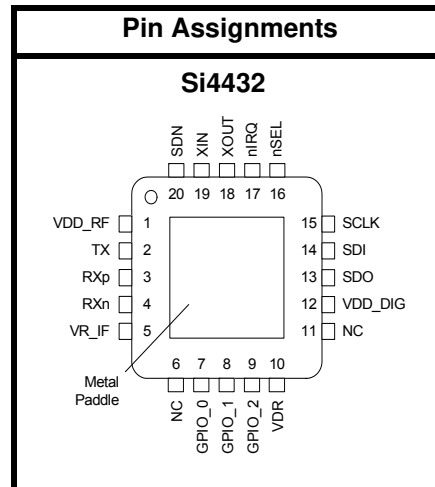 Pin Assignments
Si4432
SDN XIN XOUT nIRQ nSEL
20 19 18 17 16
VDD_RF 1 15 SCLK
TX 2 14 SDI
RXp 3 13 SDO
RXn 4 12 VDD_DIG
VR_IF 5 11 NC
6 7 8 9 10
Metal
Paddle
NC GPIO_0 GPIO_1 GPIO_2 VDR